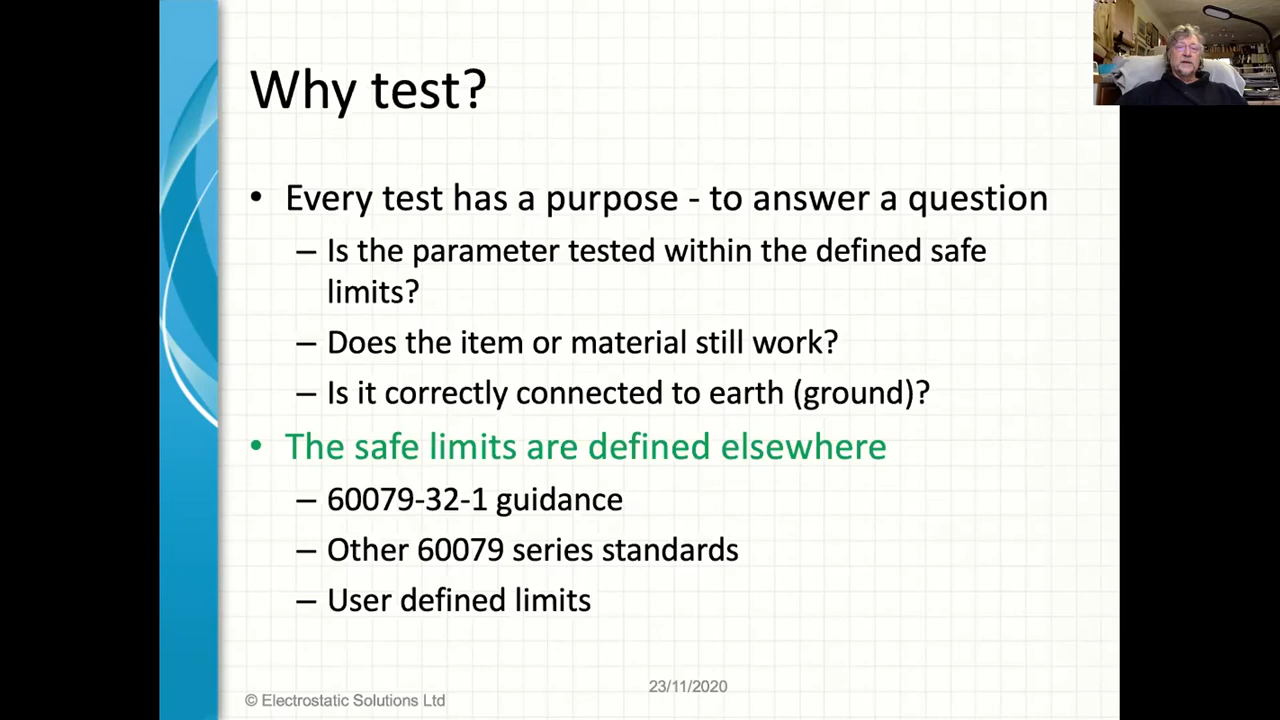 Why test?
• Every test has a purpose - to answer a question
– Is the parameter tested within the defined safe
limits?
– Does the item or material still work?
– Is it correctly connected to earth (ground)?
• The safe limits are defined elsewhere
– 60079-32-1 guidance
– Other 60079 series standards
– User defined limits
23/11/2020
© Electrostatic Solutions Ltd